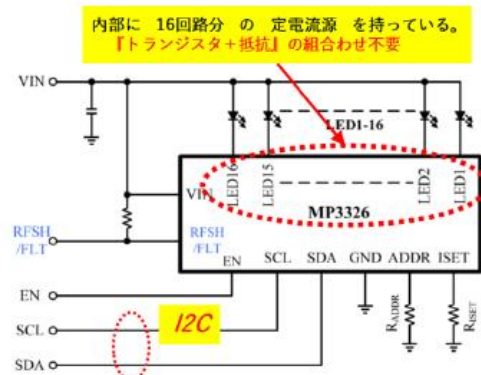 内部に 16回路分 の 定電流源 を持っている。
『トランジスタ+抵抗』の組合わせ不要
VIN
LED1-16
LED16
LED15
LED2
LED1
VIN
MP3326
RFSH
/FLT
RFSH
/FLT
EN
SCL
SDA
GND
ADDR
ISET
EN
SCL
I2C
SDA
RADDR
RISET